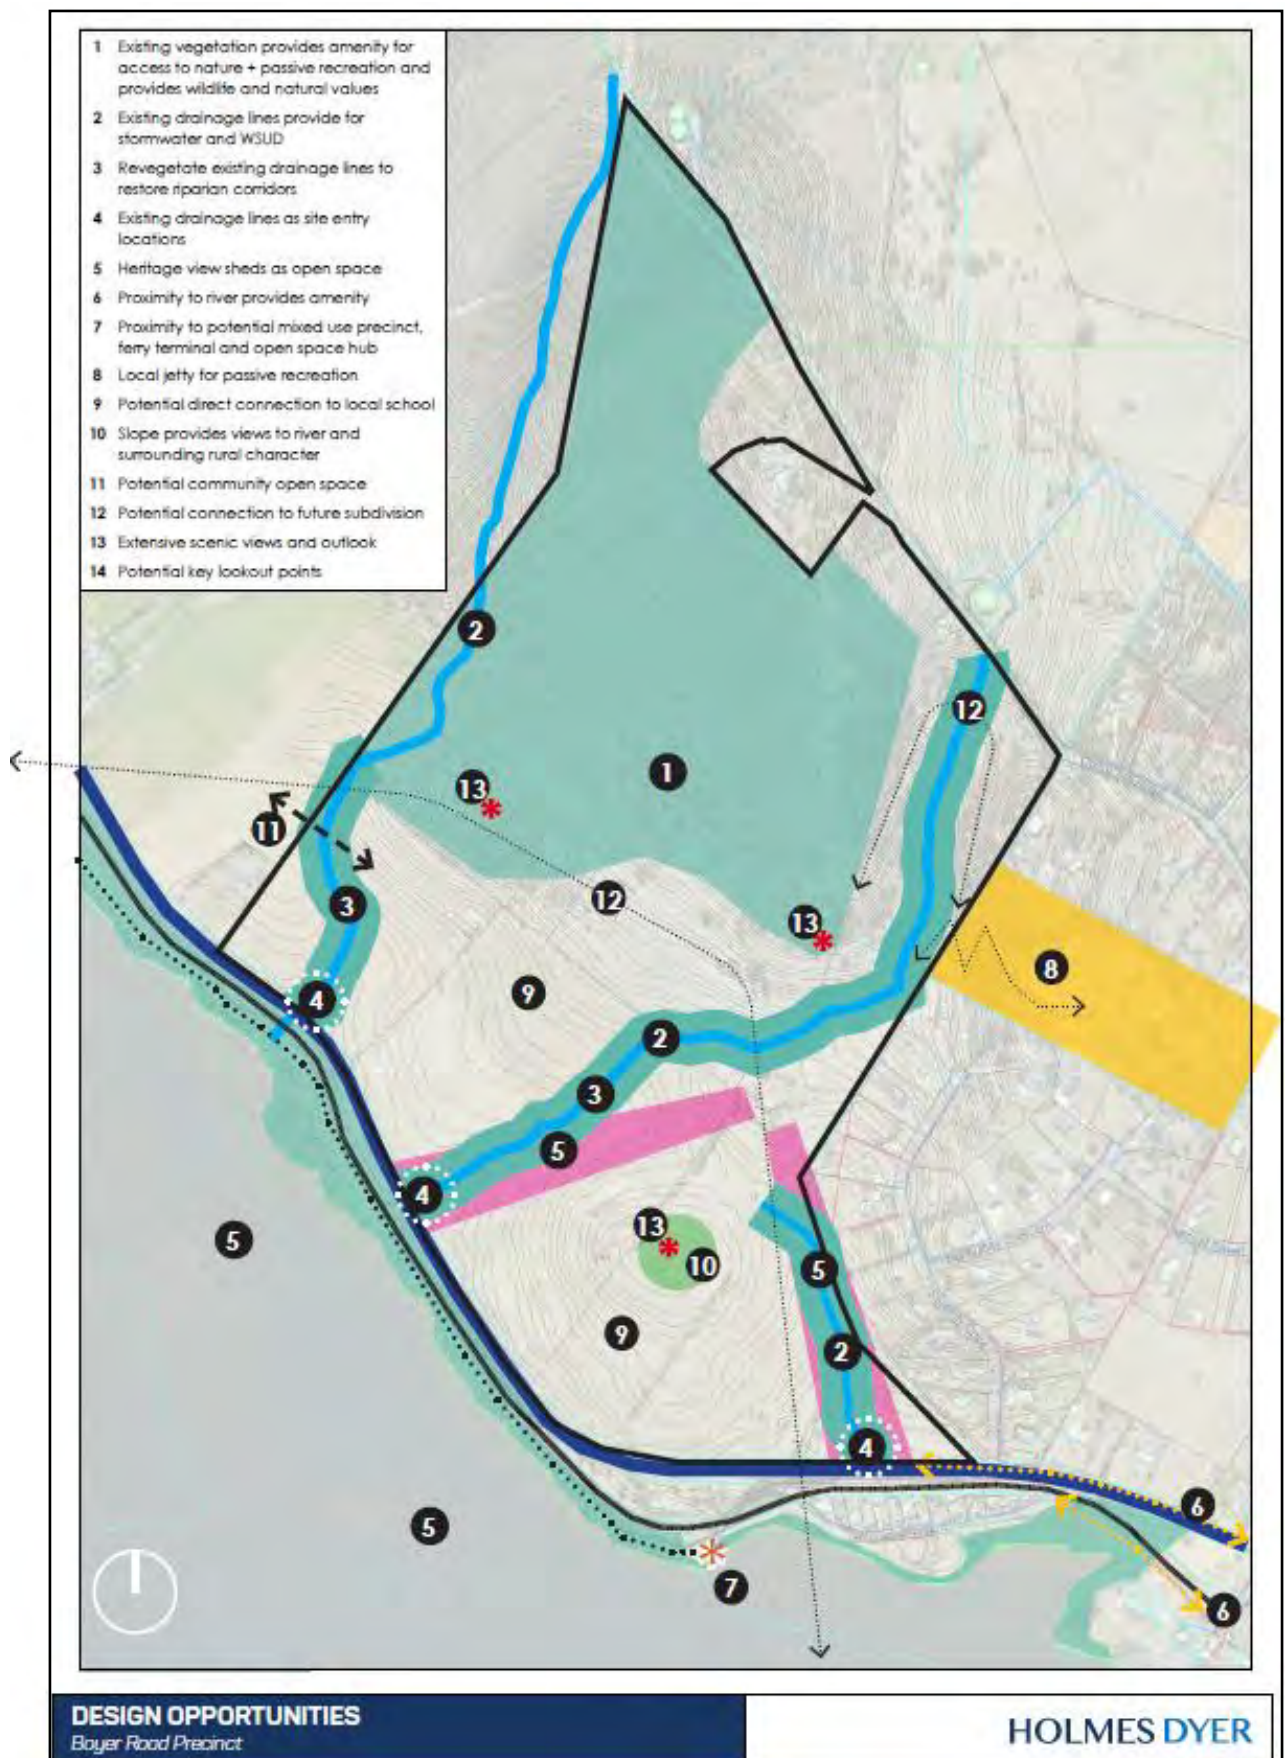 1 Existing vegetation provides amenity for
access to nature + passive recreation and
provides wildlife and natural values
2 Existing drainage lines provide for
stormwater and WSUD
3 Revegetate existing drainage lines to
restore riparian corridors
4 Existing drainage lines as site entry
locations
5 Heritage view sheds as open space
6 Proximity to river provides amenity
7 Proximity to potential mixed use precinct,
ferry terminal and open space hub
8 Local jetty for passive recreation
9 Potential direct connection to local school
10 Slope provides views to river and
surrounding rural character
11 Potential community open space
12 Potential connection to future subdivision
13 Extensive scenic views and outlook
14 Potential key lookout points
2
12
1
13
11
3
12
13
8
4
9
2
3
5
4
5
13
10
5
9
2
4
6
5
7
6
DESIGN OPPORTUNITIES
Boyer Road Precinct
HOLMES DYER